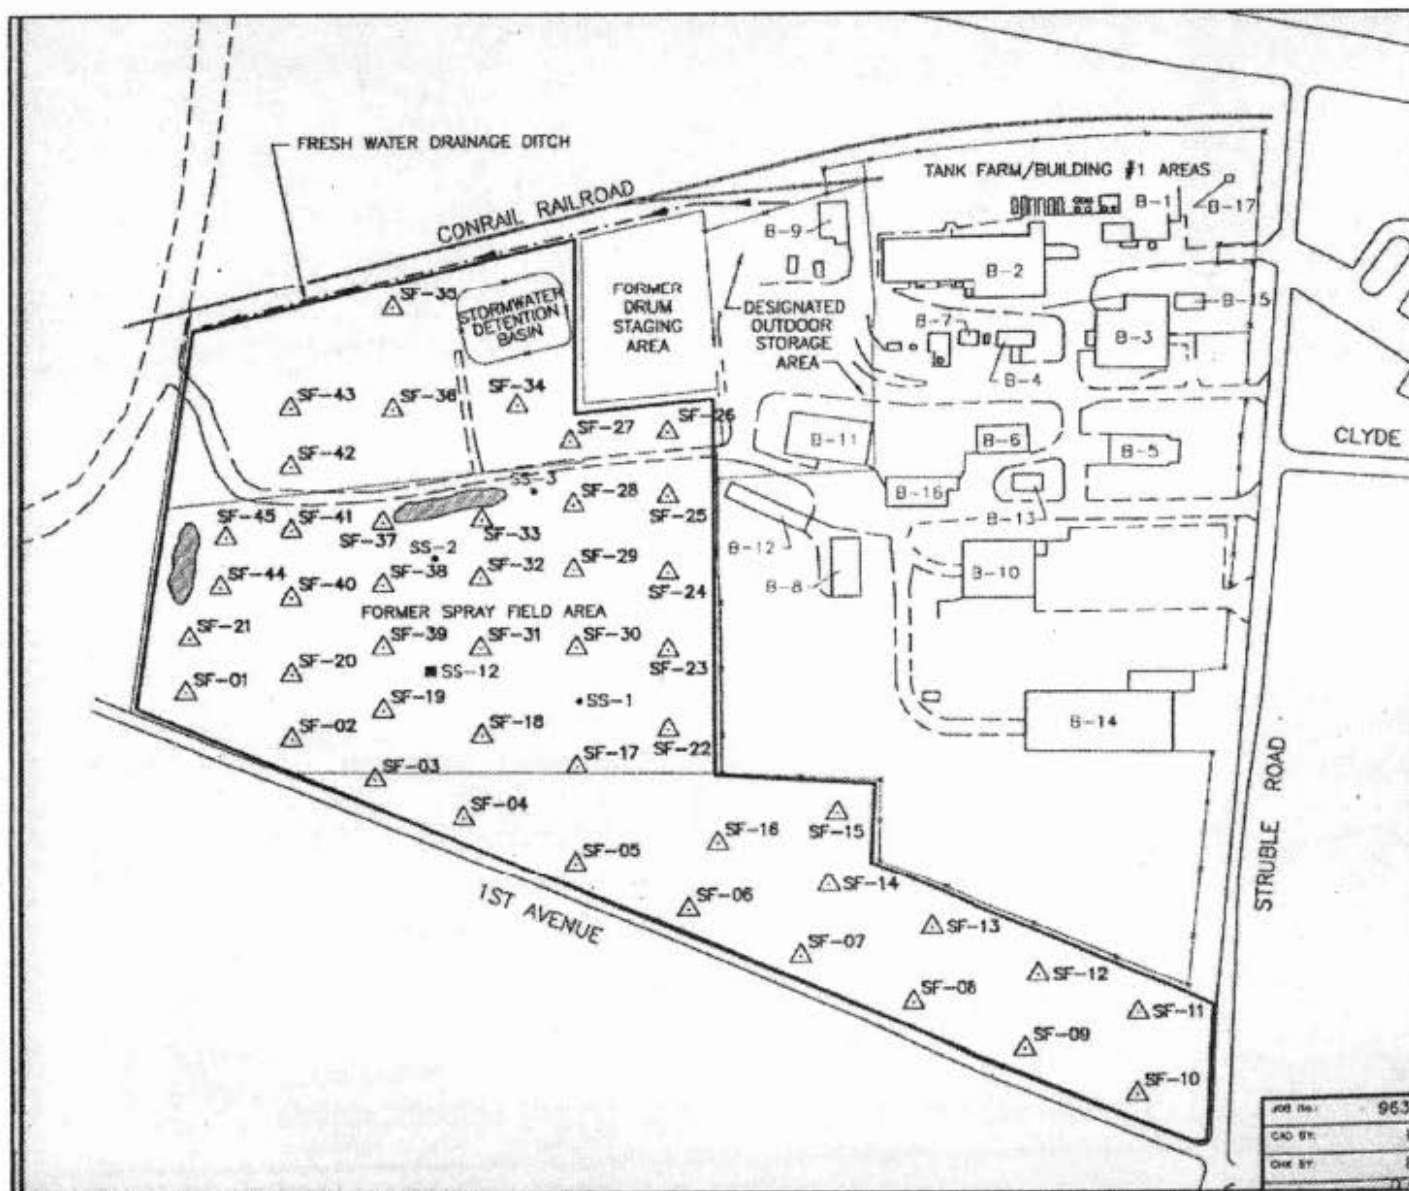 FRESH WATER DRAINAGE DITCH
CONRAIL RAILROAD
TANK FARM/BUILDING #1 AREAS
B-1
B-17
B-9
B-2
SF-35
STORMWATER
DETENTION
BASIN
FORMER
DRUM
STAGING
AREA
DESIGNATED
OUTDOOR
STORAGE
AREA
B-7
B-15
B-3
B-4
SF-43
SF-36
SF-34
SF-27
SF-26
B-11
B-6
B-5
CLYDE
SF-42
SS-3
SF-28
SF-25
B-16
B-13
SF-45
SF-41
SF-37
SF-33
SS-2
B-12
SF-44
SF-40
SF-38
SF-32
SF-29
SF-24
B-8
B-10
FORMER SPRAY FIELD AREA
SF-21
SF-39
SF-31
SF-30
SF-23
SF-01
SF-20
SS-12
SF-19
SS-1
SF-02
SF-18
SF-17
SF-22
B-14
SF-03
SF-04
SF-16
SF-15
STRUBLE ROAD
SF-05
SF-14
1ST AVENUE
SF-06
SF-13
SF-07
SF-12
SF-08
SF-11
SF-09
SF-10
JOB No.: 963
CAD BY:
CHK BY: